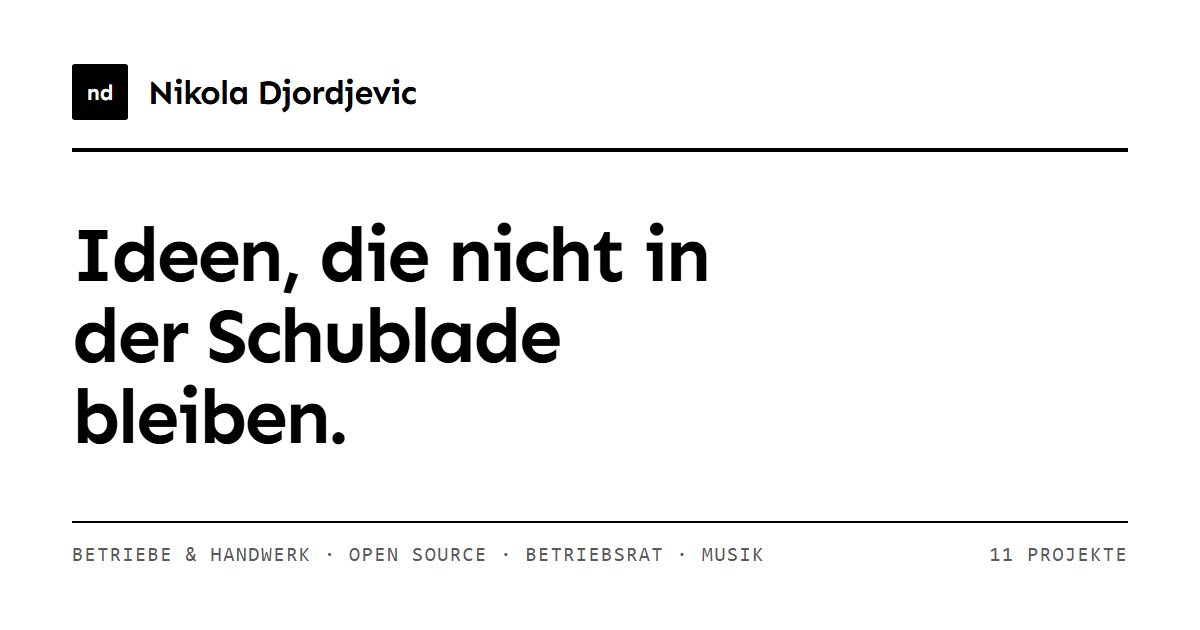 nd
Nikola Djordjevic
Ideen, die nicht in
der Schublade
bleiben.
BETRIEBE & HANDWERK · OPEN SOURCE · BETRIEBSRAT · MUSIK
11 PROJEKTE